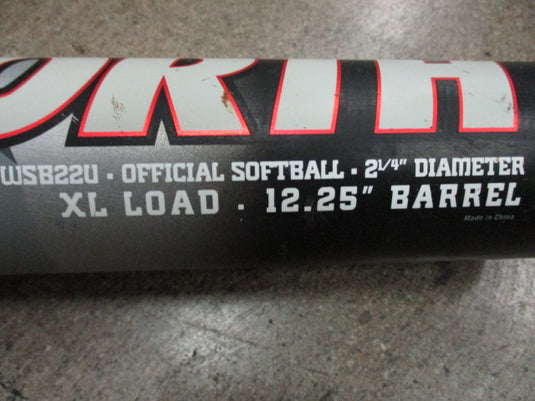 ORTH
WSB22U · OFFICIAL SOFTBALL · 2 1/4" DIAMETER
XL LOAD · 12.25" BARREL
Made in China